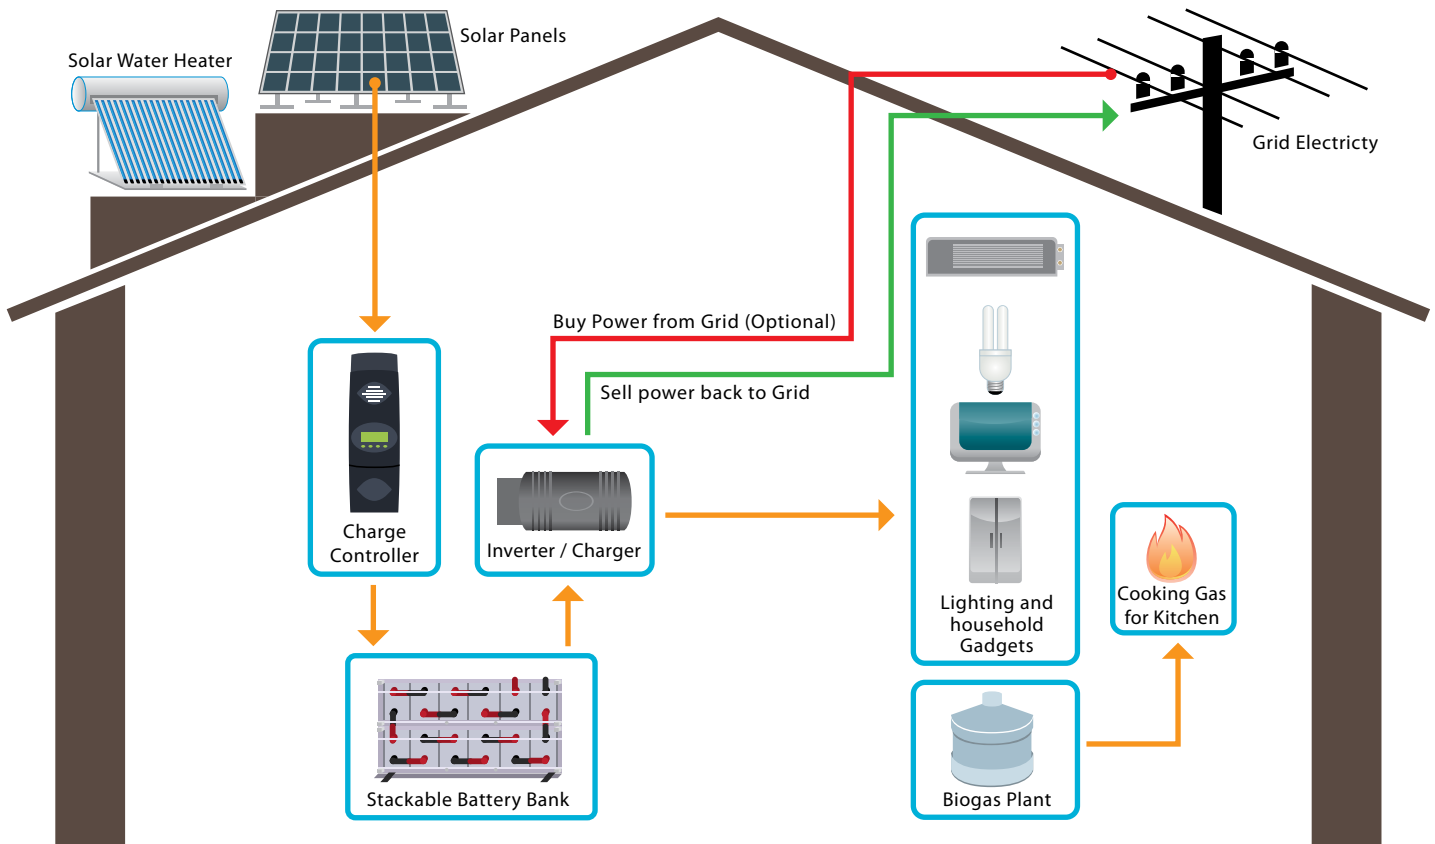 Solar Panels
Solar Water Heater
Grid Electricty
Buy Power from Grid (Optional)
Sell power back to Grid
Charge
Controller
Inverter / Charger
Lighting and
household
Gadgets
Cooking Gas
for Kitchen
Stackable Battery Bank
Biogas Plant